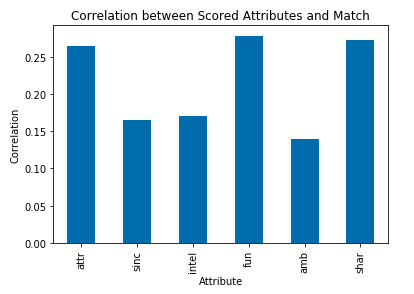 Correlation between Scored Attributes and Match
Correlation
0.25
0.20
0.15
0.10
0.05
0.00
attr
sinc
intel
fun
amb
shar
Attribute